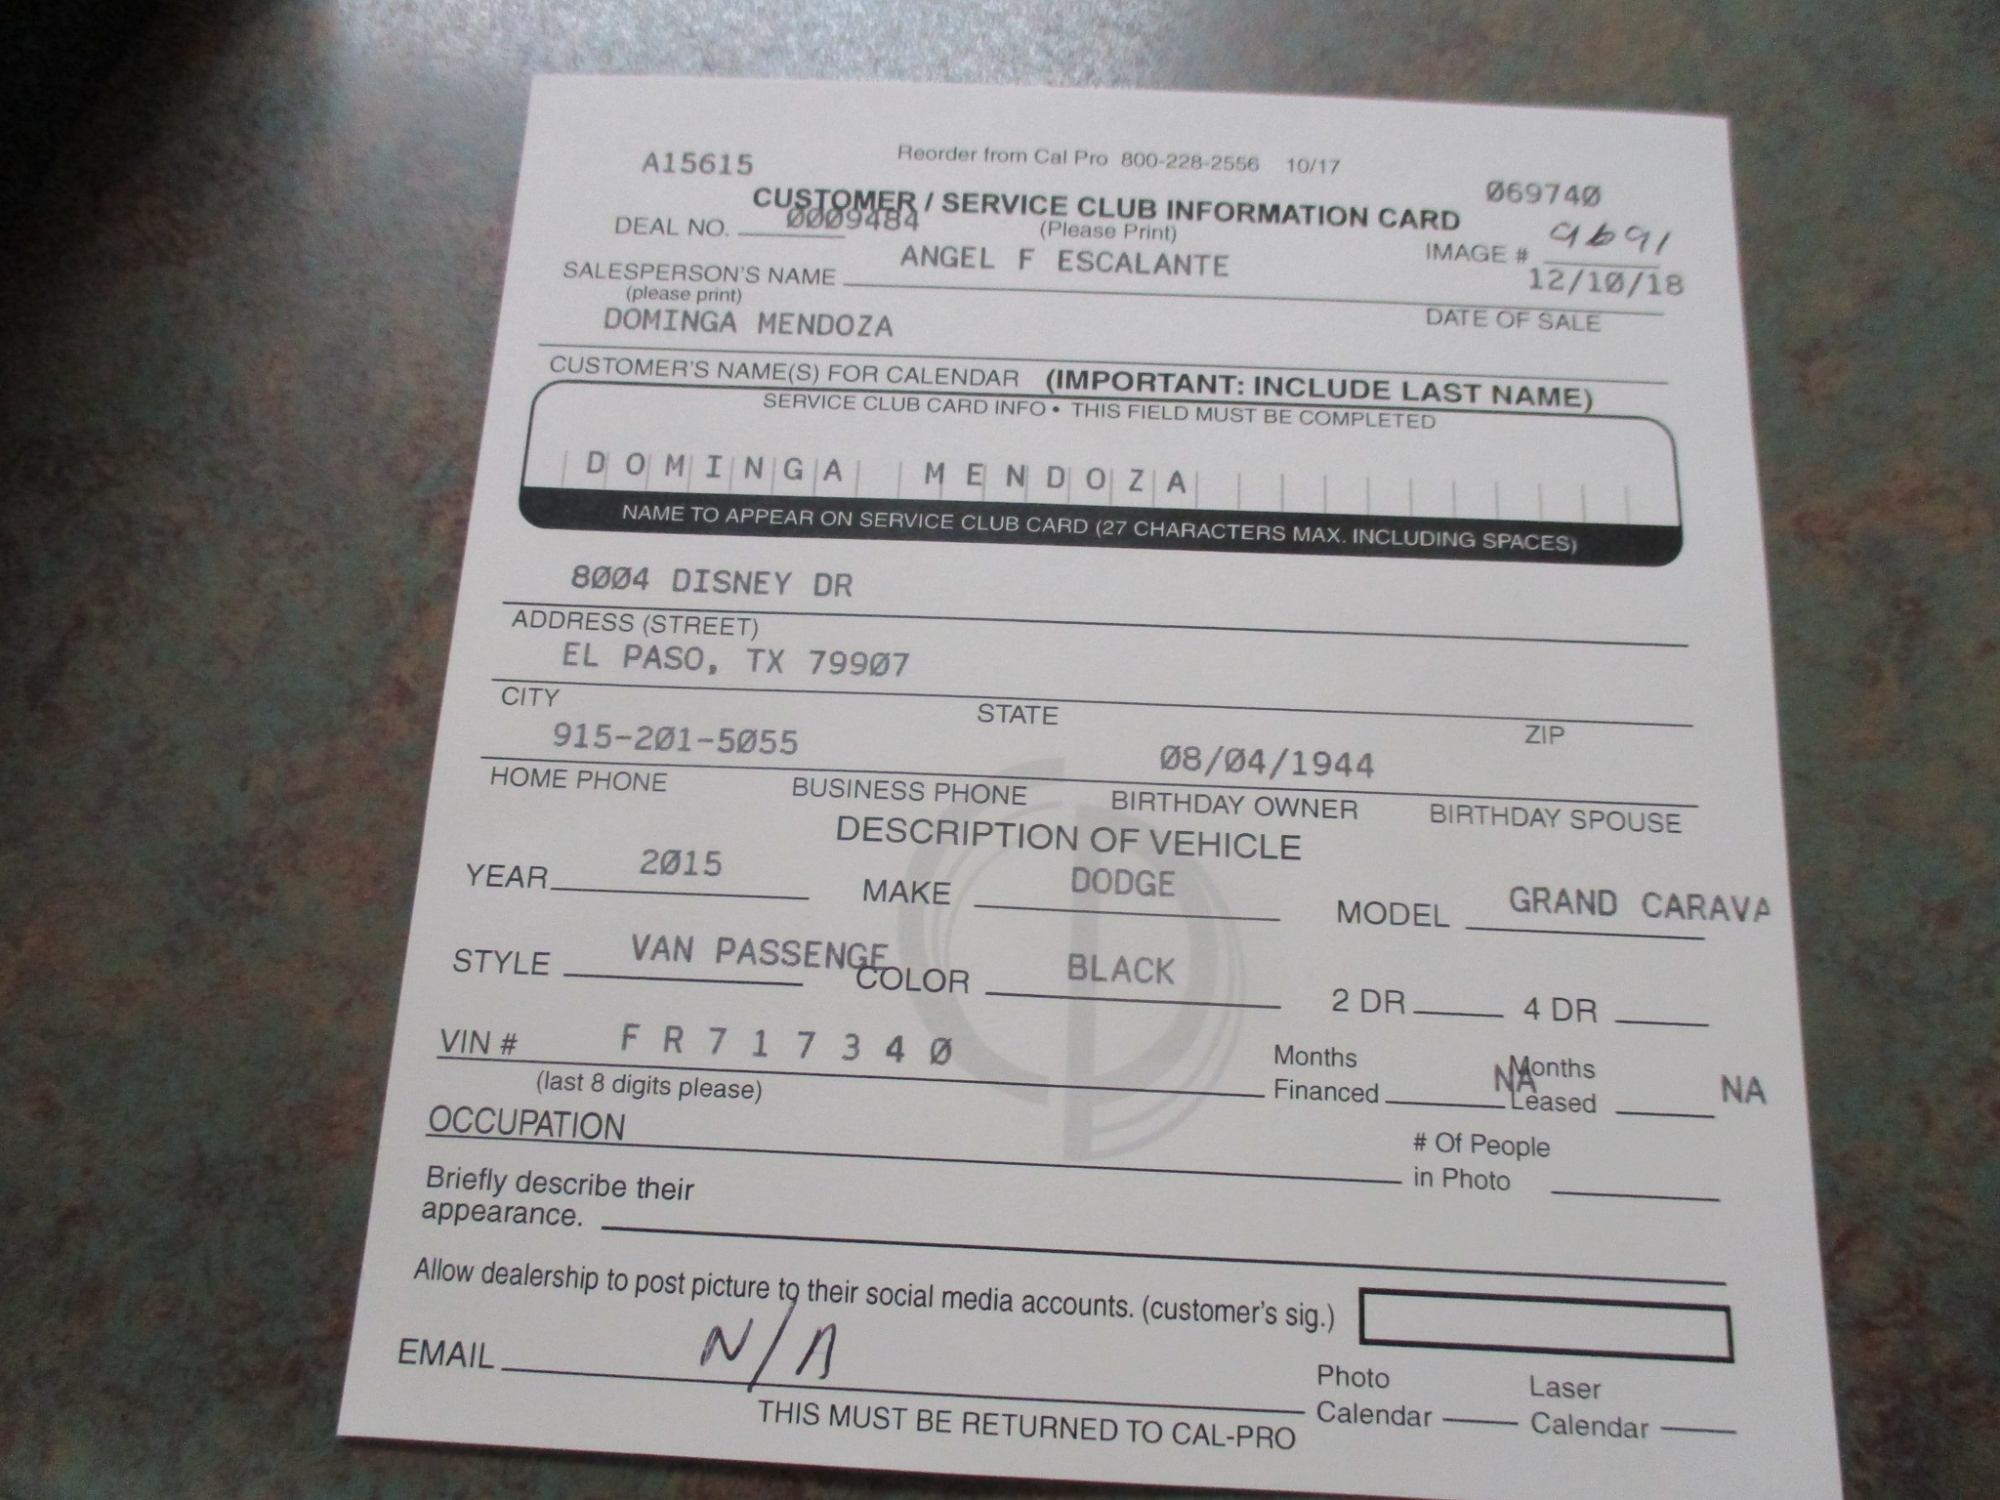 A15615 Reorder from Cal Pro 800-228-2556 10/17
069740
CUSTOMER / SERVICE CLUB INFORMATION CARD
DEAL NO. 0009484 (Please Print) IMAGE # 9691
SALESPERSON'S NAME ANGEL F ESCALANTE 12/10/18
(please print) DATE OF SALE
DOMINGA MENDOZA
CUSTOMER'S NAME(S) FOR CALENDAR (IMPORTANT: INCLUDE LAST NAME)
SERVICE CLUB CARD INFO • THIS FIELD MUST BE COMPLETED
DOMINGA MENDOZA
NAME TO APPEAR ON SERVICE CLUB CARD (27 CHARACTERS MAX. INCLUDING SPACES)
8004 DISNEY DR
ADDRESS (STREET)
EL PASO, TX 79907
CITY STATE ZIP
915-201-5055 08/04/1944
HOME PHONE BUSINESS PHONE BIRTHDAY OWNER BIRTHDAY SPOUSE
DESCRIPTION OF VEHICLE
YEAR 2015 MAKE DODGE MODEL GRAND CARAVA
STYLE VAN PASSENGE COLOR BLACK 2 DR 4 DR
VIN # F R 7 1 7 3 4 0 Months Financed NA Months Leased NA
(last 8 digits please)
OCCUPATION # Of People in Photo
Briefly describe their
appearance.
Allow dealership to post picture to their social media accounts. (customer's sig.)
EMAIL N/A Photo Calendar Laser Calendar
THIS MUST BE RETURNED TO CAL-PRO